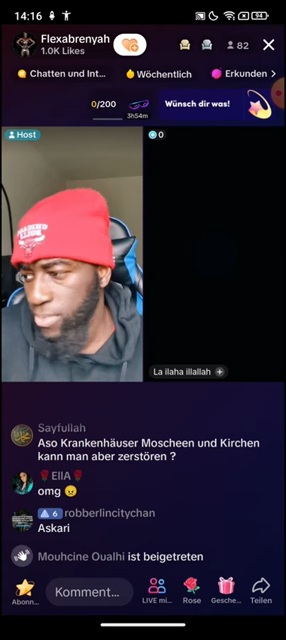 14:16
94
Flexabrenyah
1.0K Likes
82
Chatten und Int...
Wöchentlich
Erkunden
0/200
3h54m
Wünsch dir was!
Host
0
La ilaha illallah
Sayfullah
Aso Krankenhäuser Moscheen und Kirchen
kann man aber zerstören ?
🌹EllA🌹
omg 😠
6 robberlincitychan
Askari
Mouhcine Oualhi ist beigetreten
Abonn...
Komment...
LIVE mi...
Rose
Gesche...
Teilen